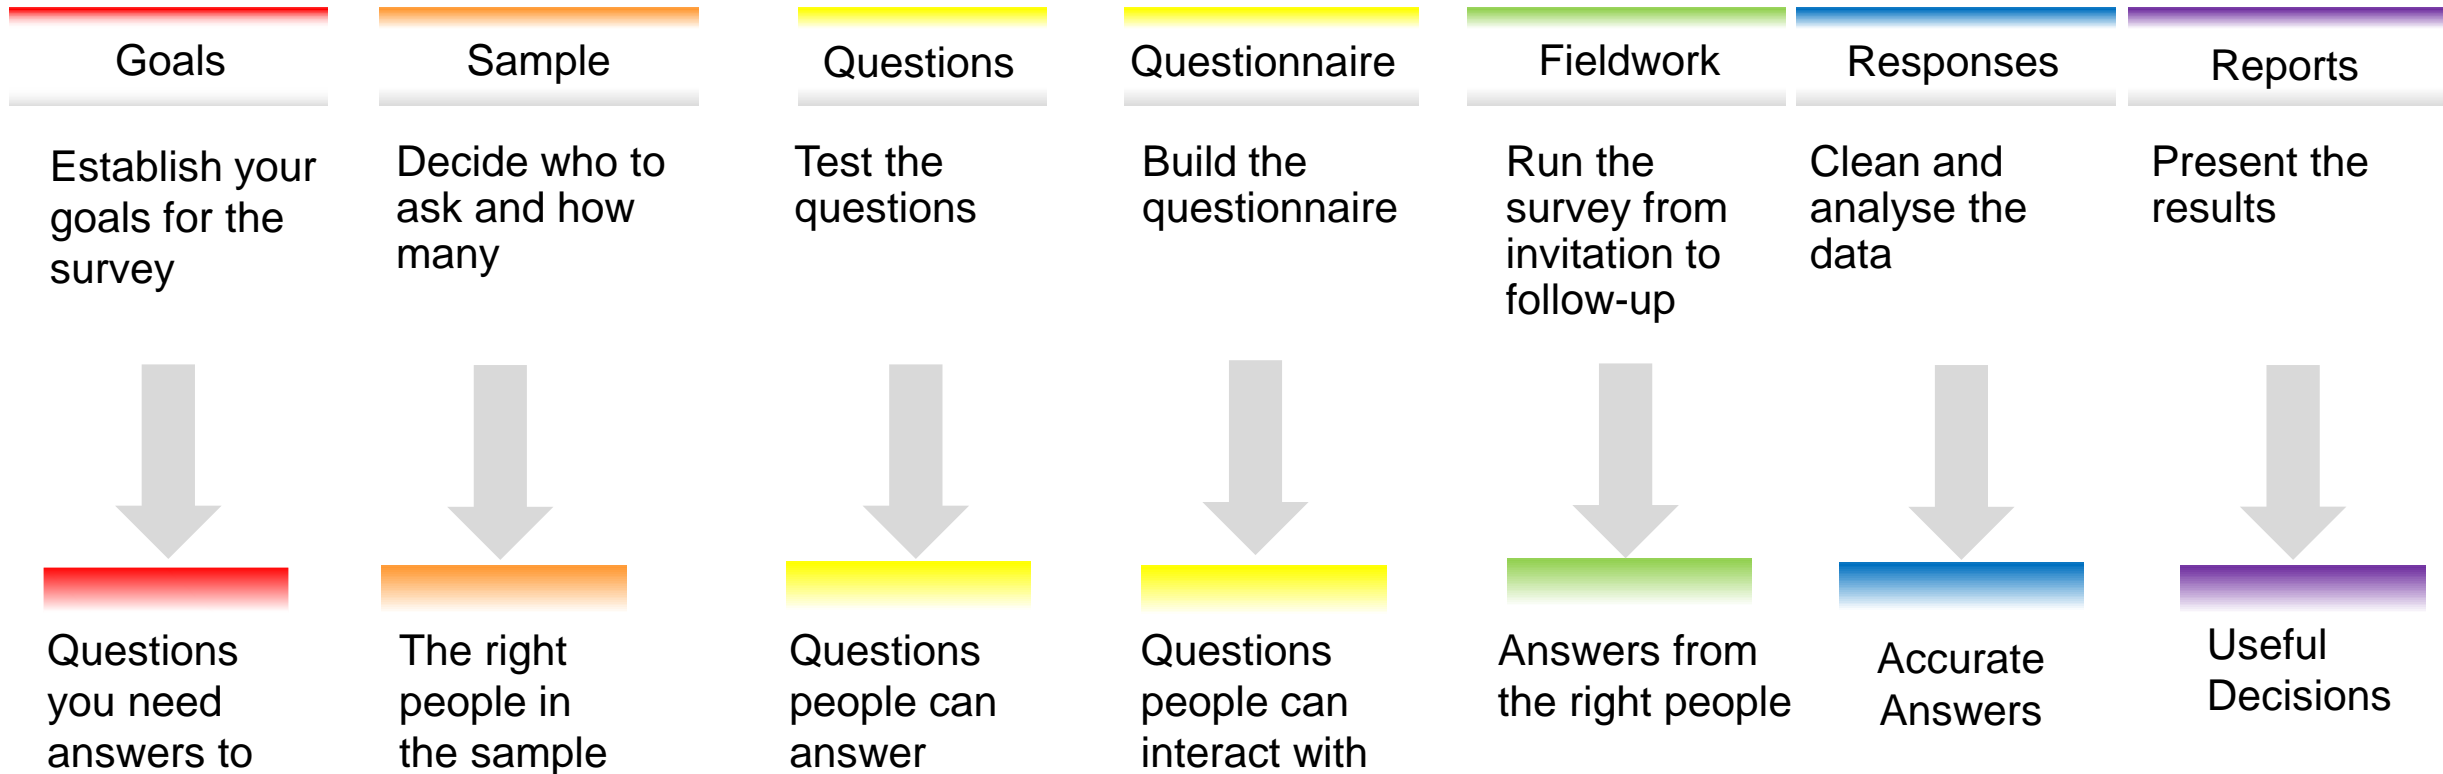 Goals
Sample
Questions
Questionnaire
Fieldwork
Responses
Reports
Establish your
goals for the
survey
Decide who to
ask and how
many
Test the
questions
Build the
questionnaire
Run the
survey from
invitation to
follow-up
Clean and
analyse the
data
Present the
results
Questions
you need
answers to
The right
people in
the sample
Questions
people can
answer
Questions
people can
interact with
Answers from
the right people
Accurate
Answers
Useful
Decisions